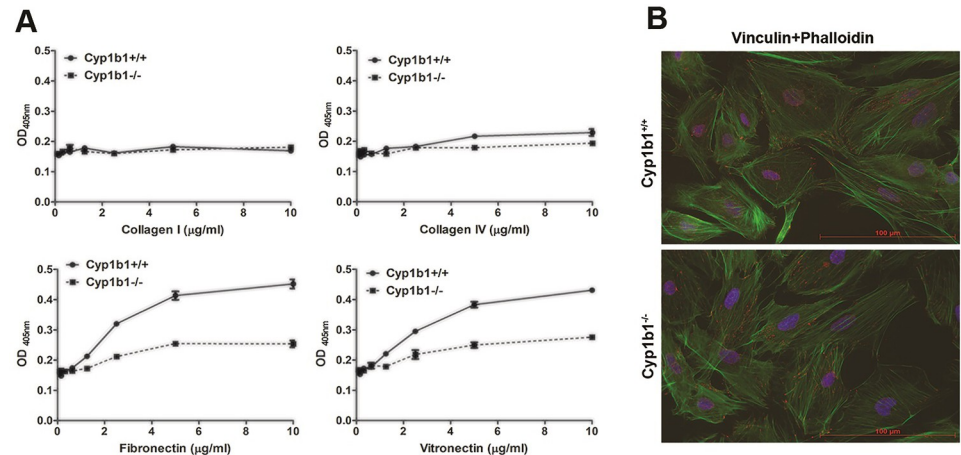 A
0.5
0.4
0.3
0.2
0.1
0.0
OD405nm
Cyp1b1+/+
Cyp1b1-/-
0 2 4 6 8 10
Collagen I (µg/ml)
0.5
0.4
0.3
0.2
0.1
0.0
OD 405nm
Cyp1b1+/+
Cyp1b1-/-
0 2 4 6 8 10
Collagen IV (µg/ml)
0.5
0.4
0.3
0.2
0.1
0.0
OD 405nm
Cyp1b1+/+
Cyp1b1-/-
0 2 4 6 8 10
Fibronectin (µg/ml)
0.5
0.4
0.3
0.2
0.1
0.0
OD 405nm
Cyp1b1+/+
Cyp1b1-/-
0 2 4 6 8 10
Vitronectin (µg/ml)
B
Vinculin+Phalloidin
Cyp1b1+/+
100 µm
Cyp1b1-/-
100 µm